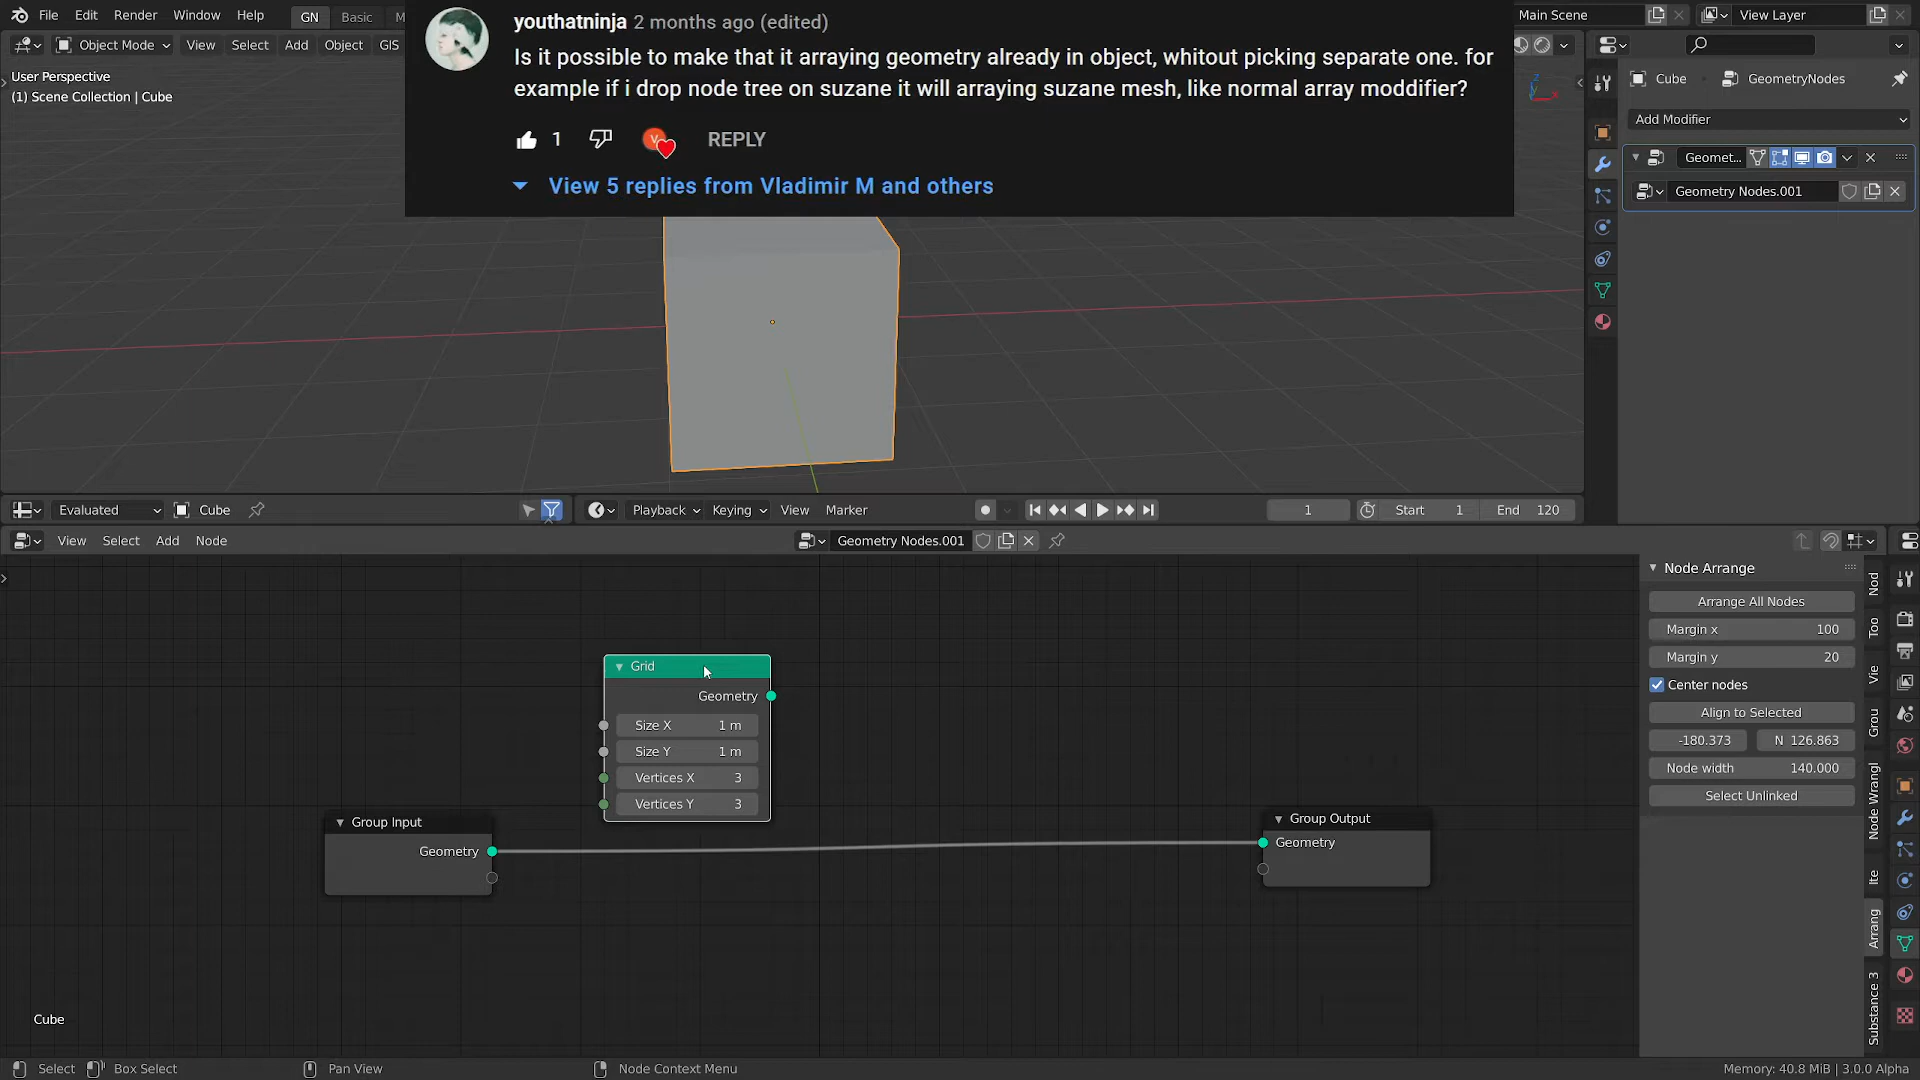 File Edit Render Window Help GN Basic M
youthatninja 2 months ago (edited)
Is it possible to make that it arraying geometry already in object, whitout picking separate one. for
example if i drop node tree on suzane it will arraying suzane mesh, like normal array moddifier?
1 REPLY
View 5 replies from Vladimir M and others
Main Scene View Layer
Object Mode View Select Add Object GIS
User Perspective
(1) Scene Collection | Cube
Z
X
Cube GeometryNodes
Add Modifier
Geomet...
Geometry Nodes.001
Evaluated Cube Playback Keying View Marker 1 Start 1 End 120
View Select Add Node Geometry Nodes.001
Grid
Geometry
Size X 1 m
Size Y 1 m
Vertices X 3
Vertices Y 3
Group Input
Geometry
Group Output
Geometry
Node Arrange
Arrange All Nodes
Margin x 100
Margin y 20
Center nodes
Align to Selected
-180.373 N 126.863
Node width 140.000
Select Unlinked
Nod
Too
Vie
Grou
Node Wrangl
Ite
Arrang
Substance 3
Cube
Select Box Select Pan View Node Context Menu Memory: 40.8 MiB | 3.0.0 Alpha